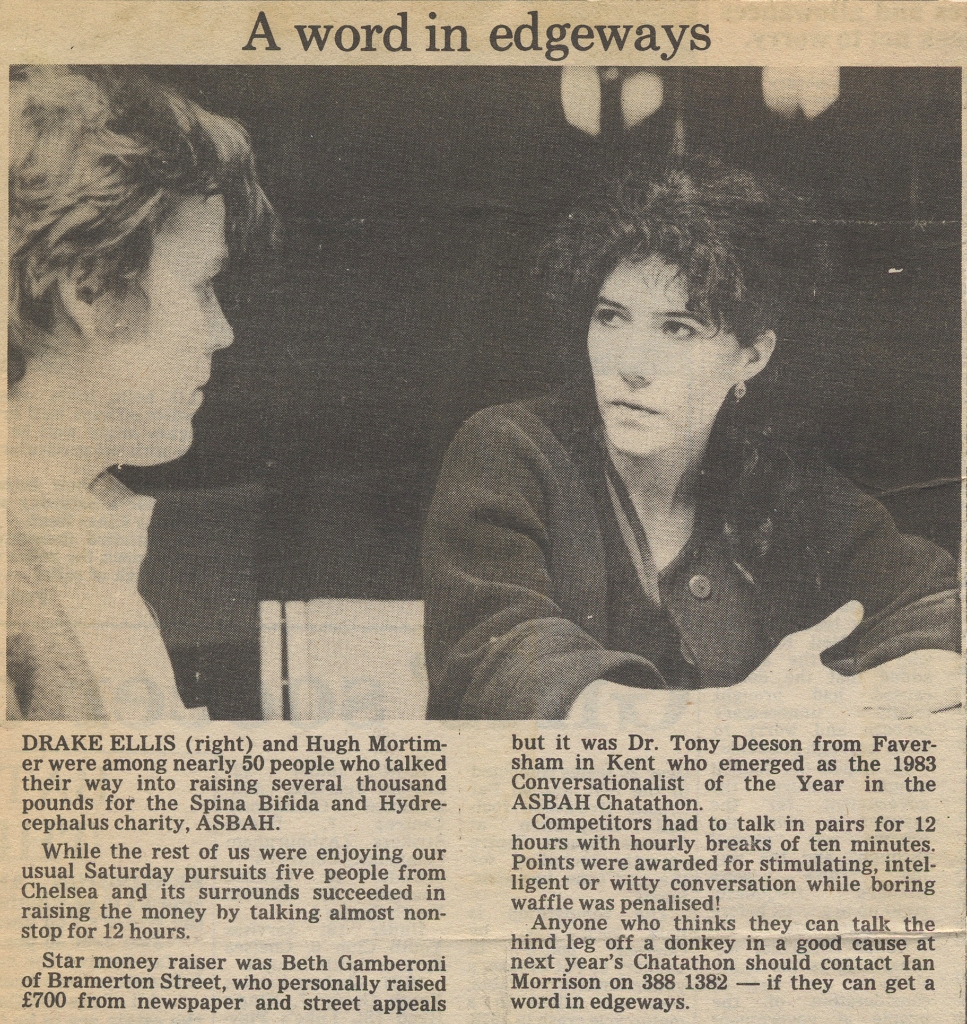 A word in edgeways
DRAKE ELLIS (right) and Hugh Mortim-
er were among nearly 50 people who talked
their way into raising several thousand
pounds for the Spina Bifida and Hydre-
cephalus charity, ASBAH.
While the rest of us were enjoying our
usual Saturday pursuits five people from
Chelsea and its surrounds succeeded in
raising the money by talking almost non-
stop for 12 hours.
Star money raiser was Beth Gamberoni
of Bramerton Street, who personally raised
£700 from newspaper and street appeals
but it was Dr. Tony Deeson from Faver-
sham in Kent who emerged as the 1983
Conversationalist of the Year in the
ASBAH Chatathon.
Competitors had to talk in pairs for 12
hours with hourly breaks of ten minutes.
Points were awarded for stimulating, intel-
ligent or witty conversation while boring
waffle was penalised!
Anyone who thinks they can talk the
hind leg off a donkey in a good cause at
next year's Chatathon should contact Ian
Morrison on 388 1382 — if they can get a
word in edgeways.